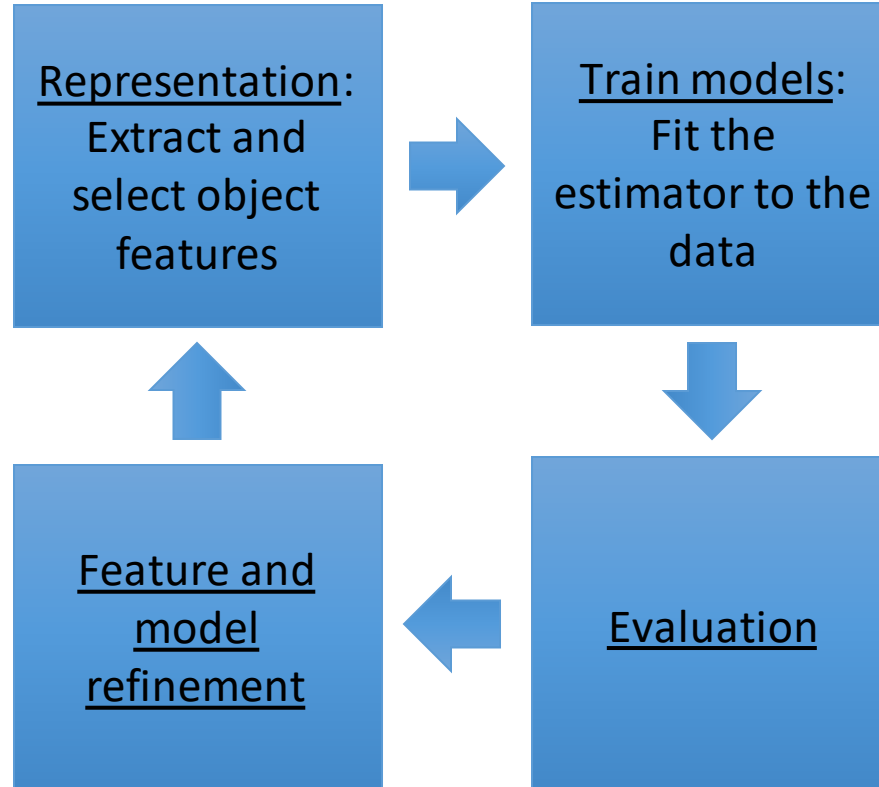 Representation:
Extract and
select object
features
Train models:
Fit the
estimator to the
data
Feature and
model
refinement
Evaluation